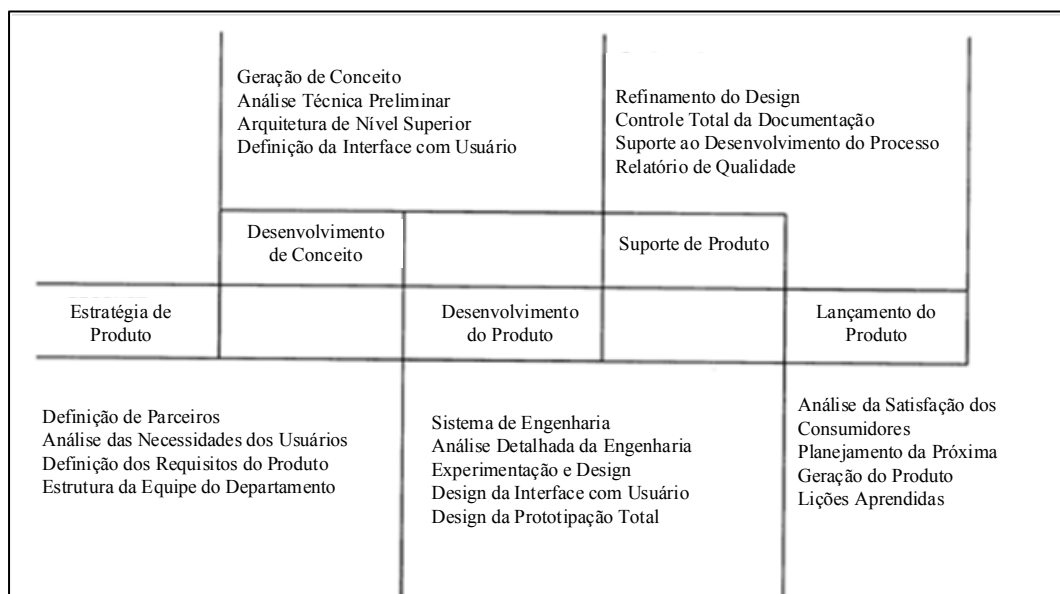 Geração de Conceito
Análise Técnica Preliminar
Arquitetura de Nível Superior
Definição da Interface com Usuário
Refinamento do Design
Controle Total da Documentação
Suporte ao Desenvolvimento do Processo
Relatório de Qualidade
Desenvolvimento
de Conceito
Suporte de Produto
Estratégia de
Produto
Desenvolvimento
do Produto
Lançamento do
Produto
Definição de Parceiros
Análise das Necessidades dos Usuários
Definição dos Requisitos do Produto
Estrutura da Equipe do Departamento
Sistema de Engenharia
Análise Detalhada da Engenharia
Experimentação e Design
Design da Interface com Usuário
Design da Prototipação Total
Análise da Satisfação dos
Consumidores
Planejamento da Próxima
Geração do Produto
Lições Aprendidas